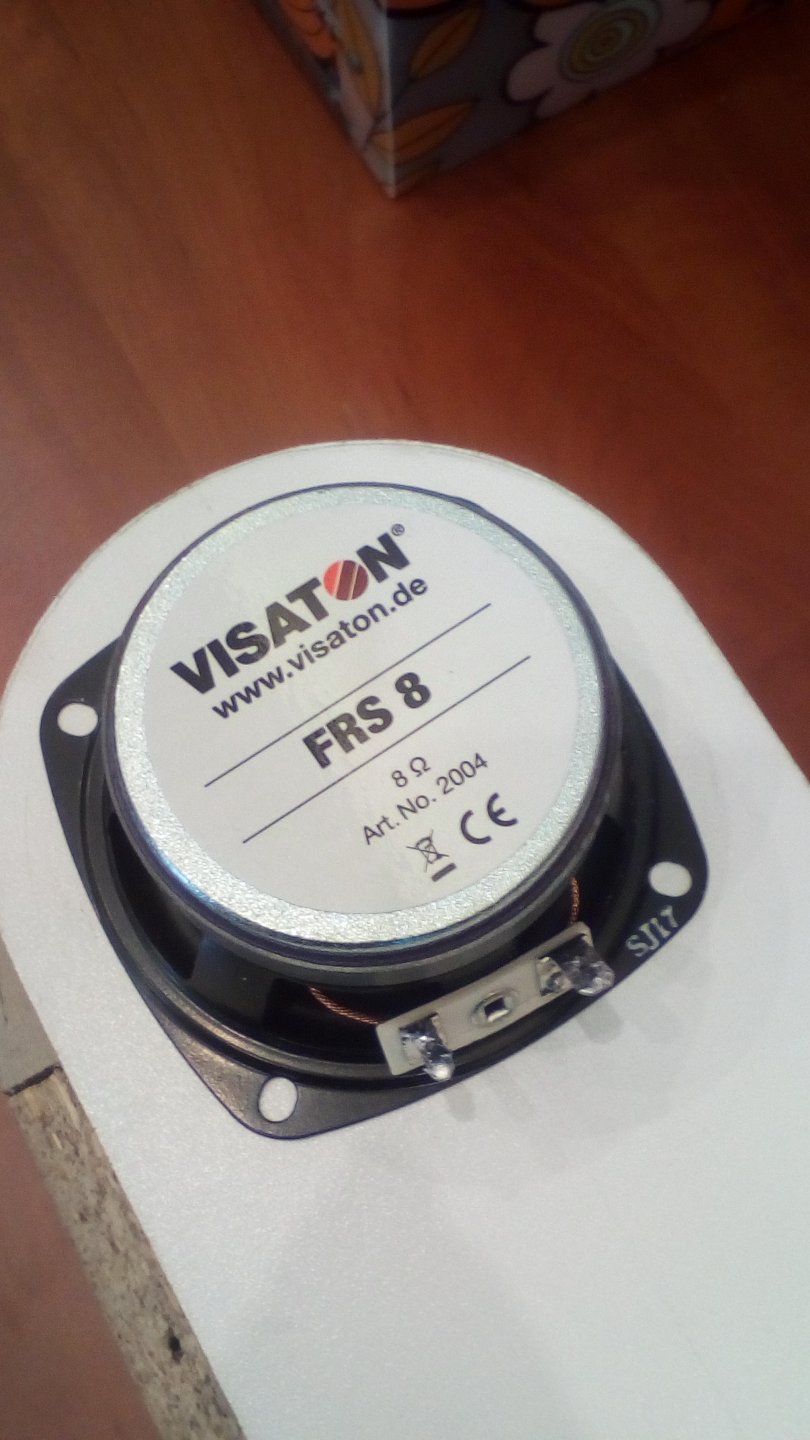 VISATON®
www.visaton.de
FRS 8
8 Ω
Art. No. 2004
CE
SJ17